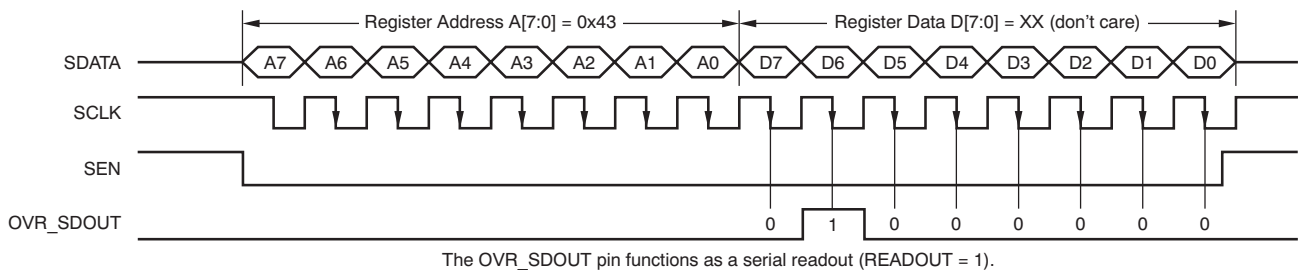 Register Address A[7:0] = 0x43 Register Data D[7:0] = XX (don't care)
SDATA A7 A6 A5 A4 A3 A2 A1 A0 D7 D6 D5 D4 D3 D2 D1 D0
SCLK
SEN
OVR_SDOUT 0 1 0 0 0 0 0 0
The OVR_SDOUT pin functions as a serial readout (READOUT = 1).